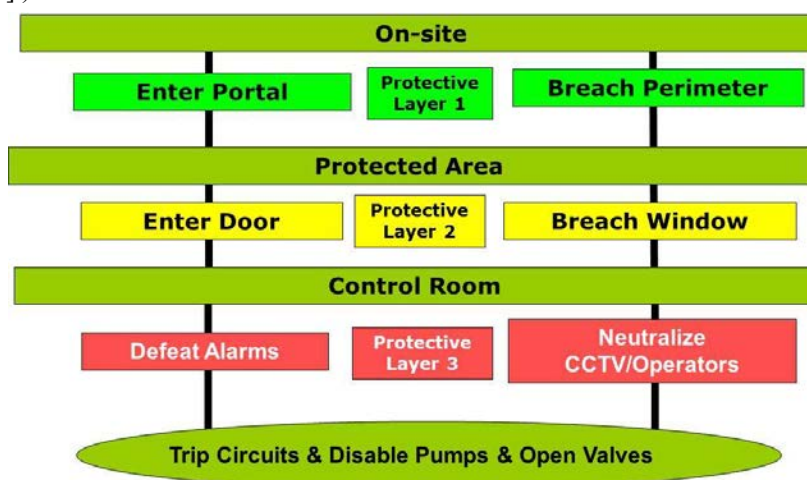 On-site
Enter Portal
Protective
Layer 1
Breach Perimeter
Protected Area
Enter Door
Protective
Layer 2
Breach Window
Control Room
Defeat Alarms
Protective
Layer 3
Neutralize
CCTV/Operators
Trip Circuits & Disable Pumps & Open Valves